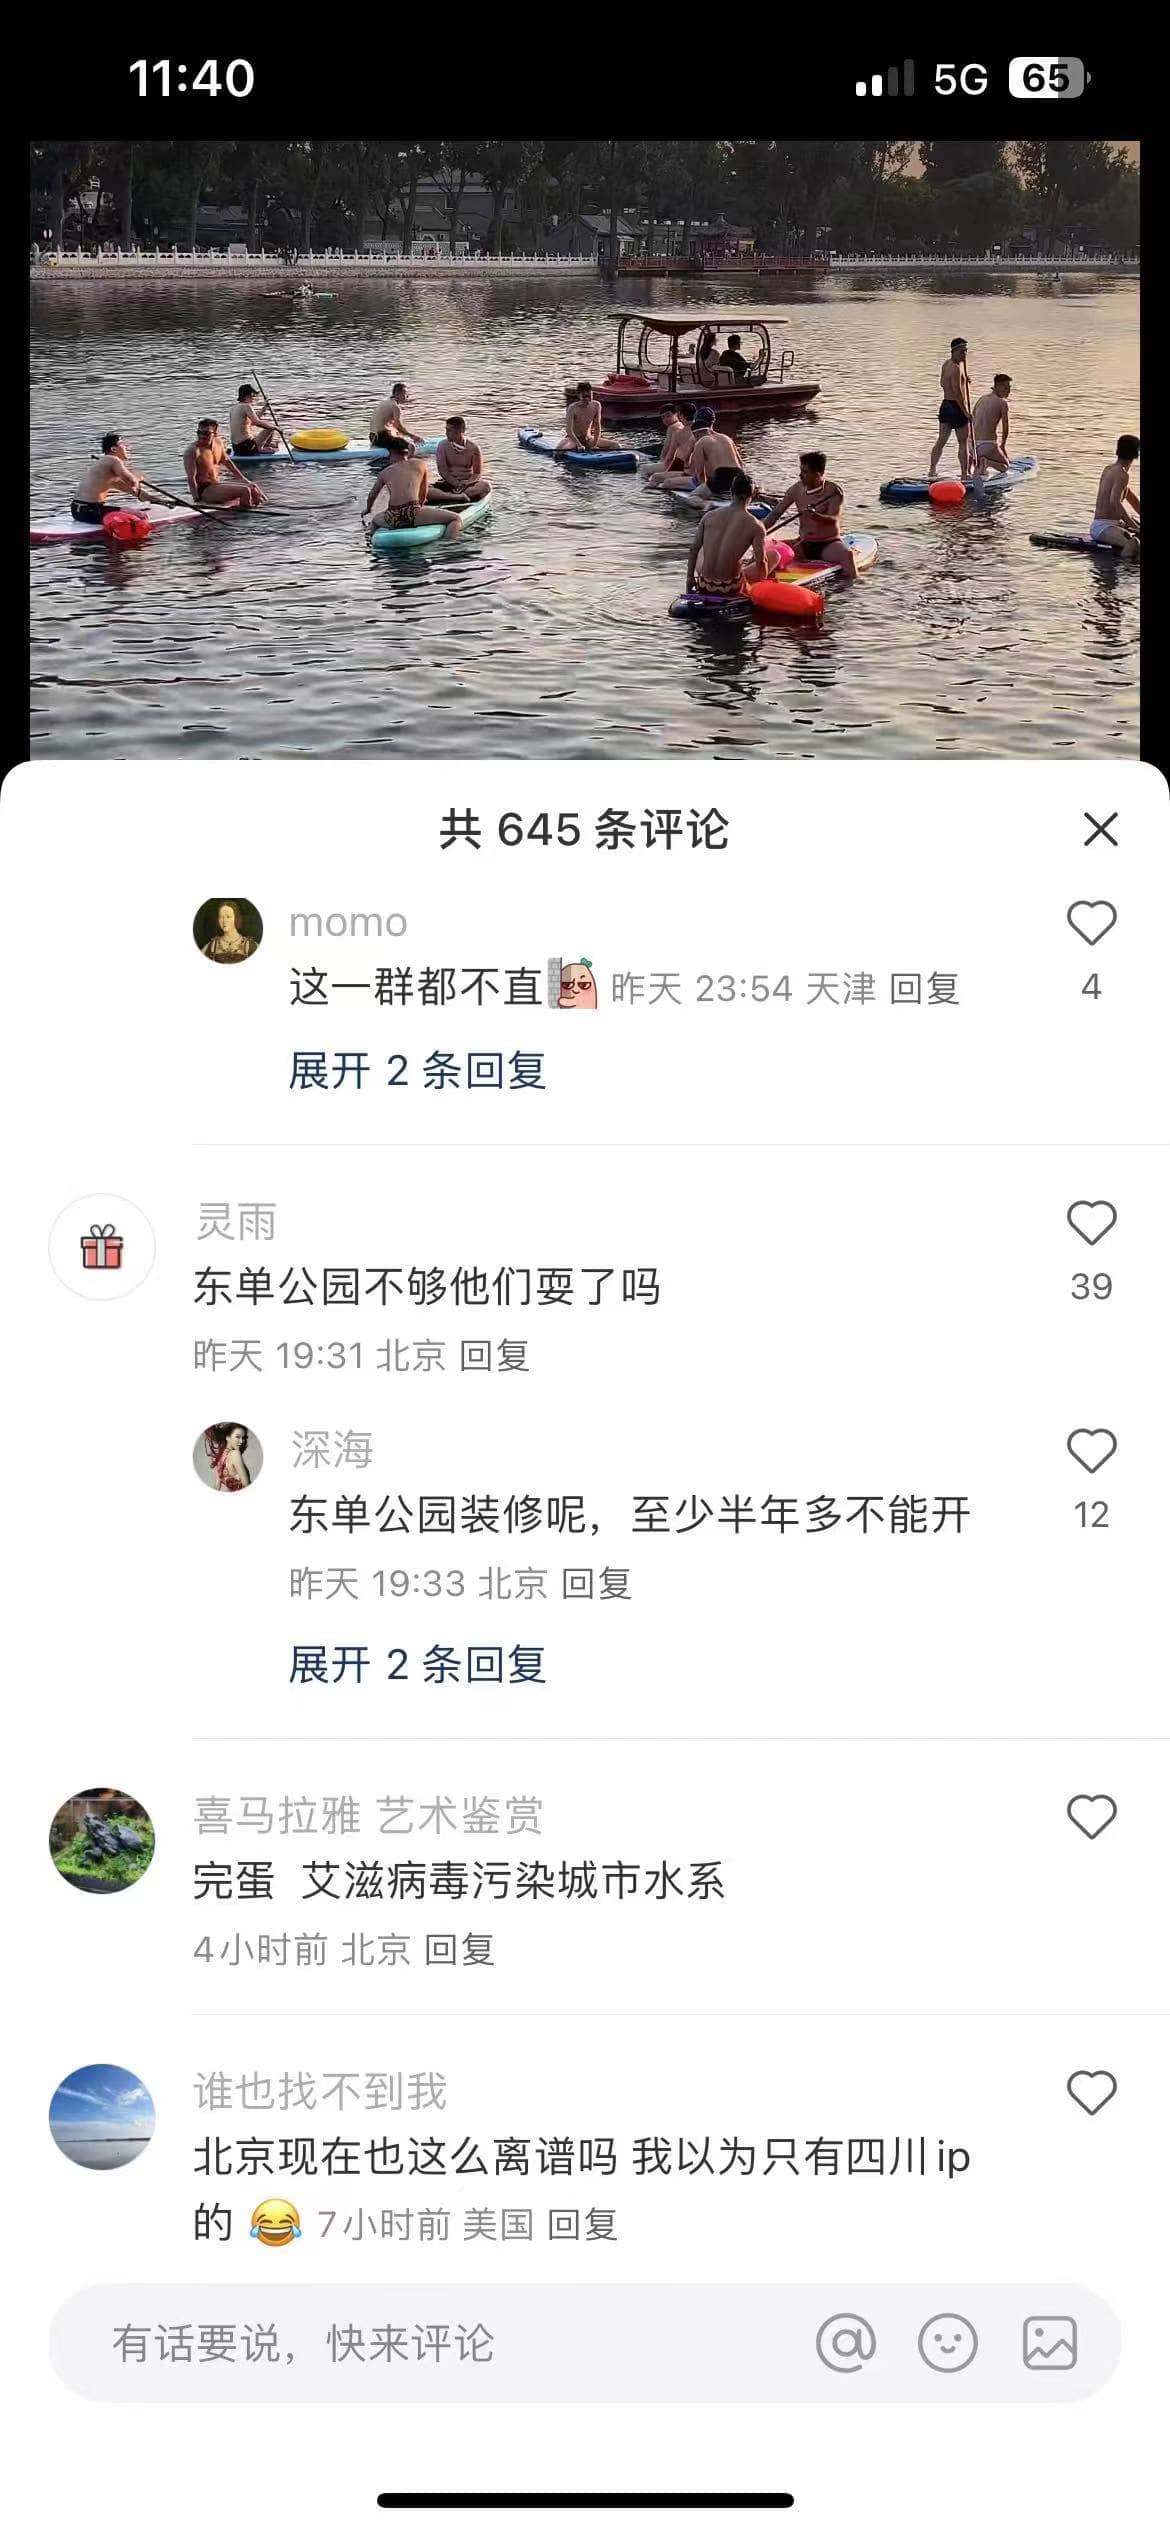 11:40
5G 65
共 645 条评论
momo
这一群都不直 昨天 23:54 天津 回复
4
展开 2 条回复
灵雨
东单公园不够他们耍了吗
39
昨天 19:31 北京 回复
深海
东单公园装修呢，至少半年多不能开
12
昨天 19:33 北京 回复
展开 2 条回复
喜马拉雅 艺术鉴赏
完蛋 艾滋病毒污染城市水系
4小时前 北京 回复
谁也找不到我
北京现在也这么离谱吗 我以为只有四川ip
的 😂 7小时前 美国 回复
有话要说，快来评论